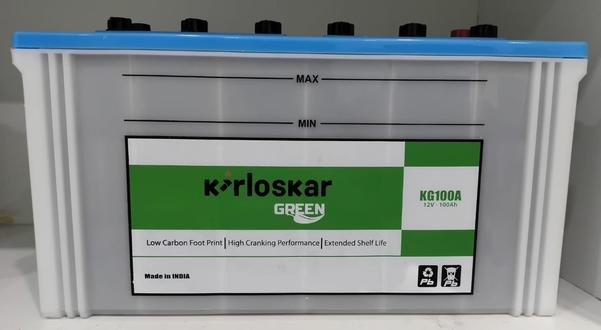 MAX
MIN
Kirloskar
GREEN
KG100A
12V - 100Ah
Low Carbon Foot Print | High Cranking Performance | Extended Shelf Life
Made in INDIA
Pb Pb